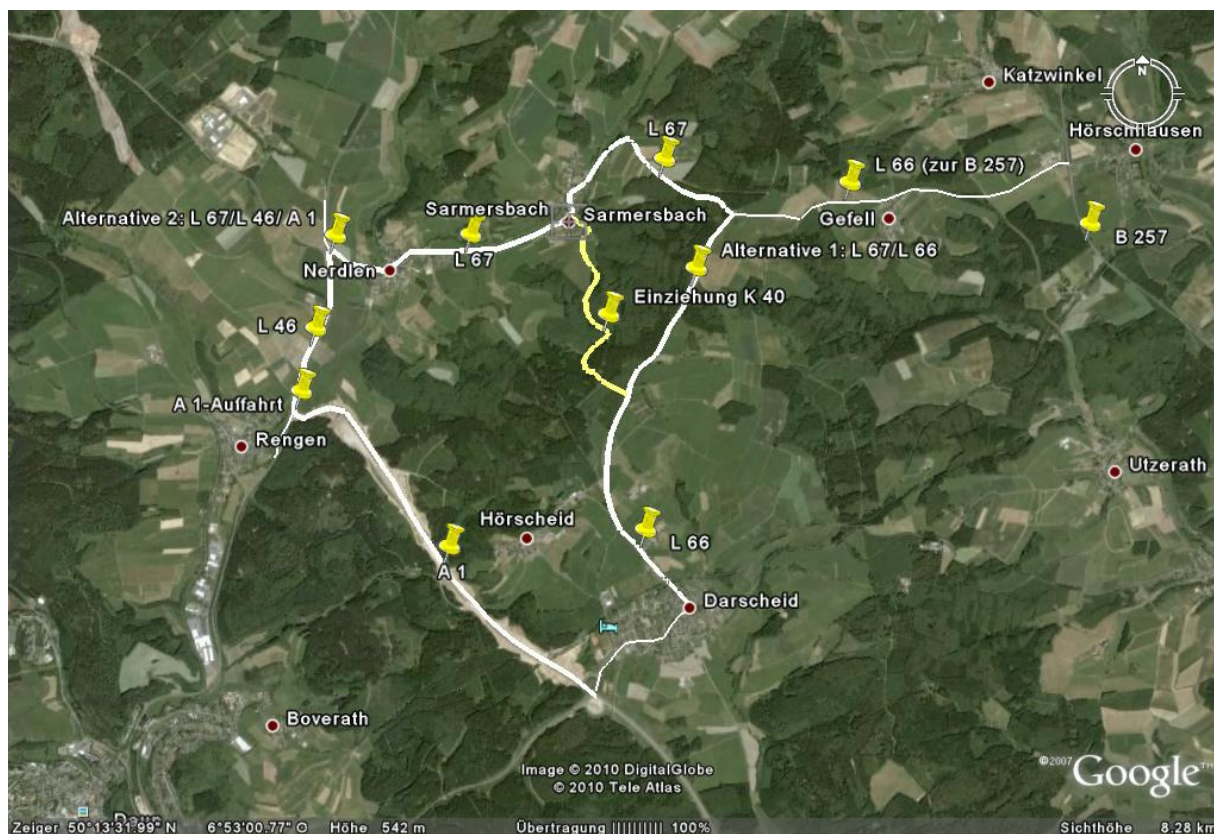 Katzwinkel
N
Hörschhausen
L 67
L 66 (zur B 257)
Alternative 2: L 67/L 46/ A 1
Sarmersbach
Sarmersbach
Gefell
B 257
L 67
Alternative 1: L 67/L 66
Nerdlen
Einziehung K 40
L 46
A 1-Auffahrt
Rengen
Utzerath
Hörscheid
L 66
A 1
Darscheid
Boverath
Image © 2010 DigitalGlobe
© 2010 Tele Atlas
©2007 Google™
Daun
Zeiger 50°13'31.99" N 6°53'00.77" O Höhe 542 m Übertragung |||||||||| 100% Sichthöhe 8.28 km